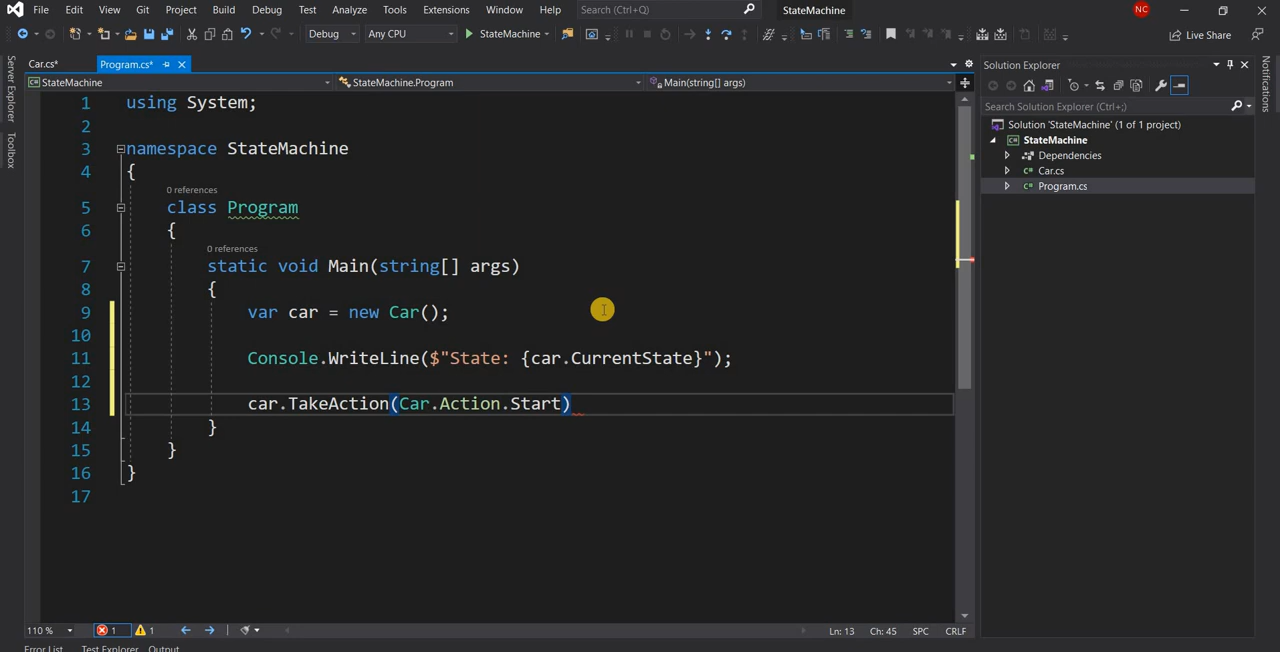 File Edit View Git Project Build Debug Test Analyze Tools Extensions Window Help Search (Ctrl+Q) StateMachine NC
Debug Any CPU StateMachine Live Share
Car.cs* Program.cs*
StateMachine StateMachine.Program Main(string[] args)
Server Explorer
Toolbox
1 using System;
2
3 namespace StateMachine
4 {
0 references
5 class Program
6 {
0 references
7 static void Main(string[] args)
8 {
9 var car = new Car();
10
11 Console.WriteLine($"State: {car.CurrentState}");
12
13 car.TakeAction(Car.Action.Start)
14 }
15 }
16 }
17
110 % 1 1 Ln: 13 Ch: 45 SPC CRLF
Error List Test Explorer Output
Solution Explorer
Search Solution Explorer (Ctrl+;)
Solution 'StateMachine' (1 of 1 project)
StateMachine
Dependencies
C# Car.cs
C# Program.cs
Notifications